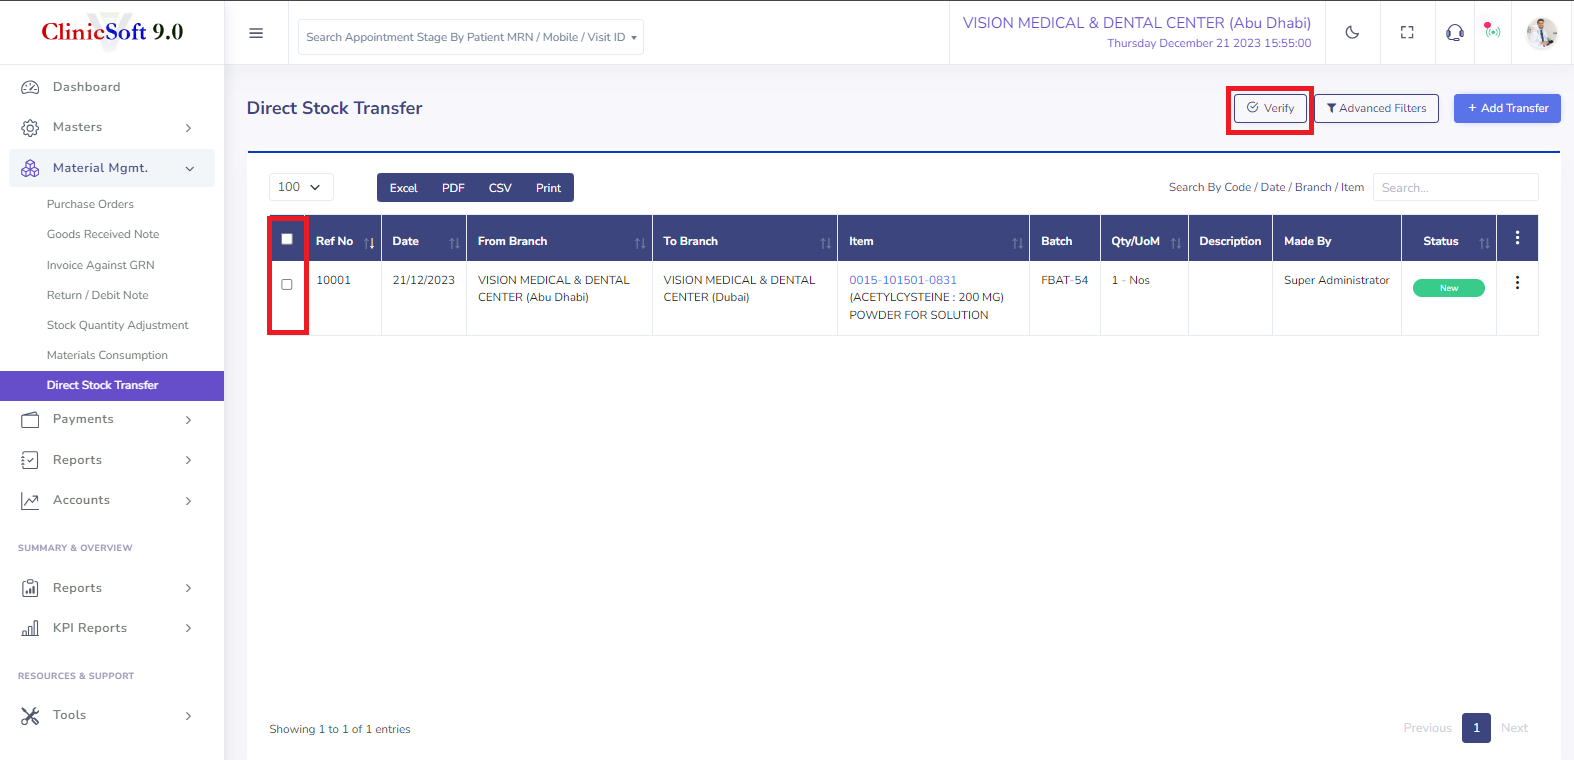 ClinicSoft 9.0
Search Appointment Stage By Patient MRN / Mobile / Visit ID
VISION MEDICAL & DENTAL CENTER (Abu Dhabi)
Thursday December 21 2023 15:55:00
Dashboard
Masters
Material Mgmt.
Purchase Orders
Goods Received Note
Invoice Against GRN
Return / Debit Note
Stock Quantity Adjustment
Materials Consumption
Direct Stock Transfer
Payments
Reports
Accounts
SUMMARY & OVERVIEW
Reports
KPI Reports
RESOURCES & SUPPORT
Tools
Direct Stock Transfer
Verify
Advanced Filters
+ Add Transfer
100
Excel PDF CSV Print
Search By Code / Date / Branch / Item
Search...
Ref No Date From Branch To Branch Item Batch Qty/UoM Description Made By Status
10001 21/12/2023 VISION MEDICAL & DENTAL VISION MEDICAL & DENTAL 0015-101501-0831 FBAT-54 1 - Nos Super Administrator New
CENTER (Abu Dhabi) CENTER (Dubai) (ACETYLCYSTEINE : 200 MG)
POWDER FOR SOLUTION
Showing 1 to 1 of 1 entries
Previous 1 Next